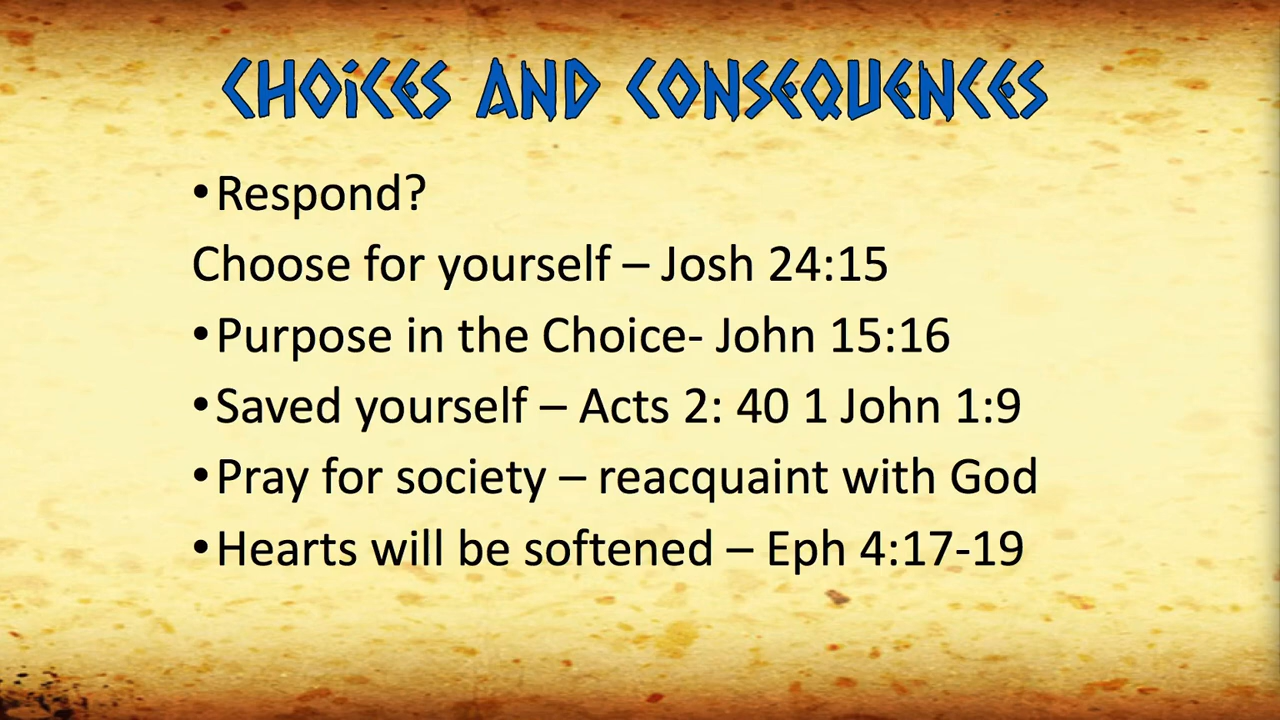 CHOiCES AND CONSEQUENCES
•Respond?
Choose for yourself – Josh 24:15
•Purpose in the Choice- John 15:16
•Saved yourself – Acts 2: 40 1 John 1:9
•Pray for society – reacquaint with God
•Hearts will be softened – Eph 4:17-19